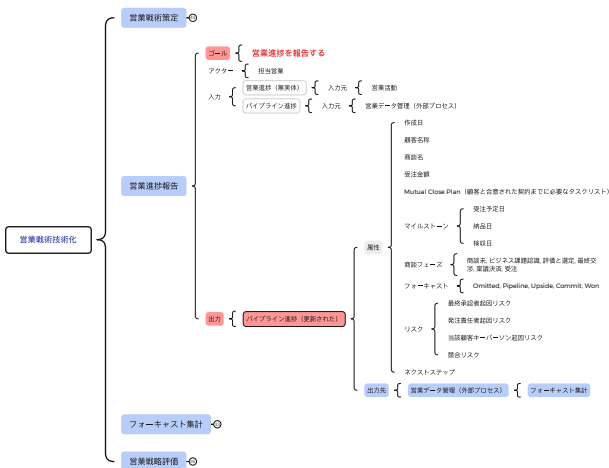 営業戦術技術化
営業戦術策定
営業進捗報告
ゴール
営業進捗を報告する
アクター
担当営業
入力
営業進捗（無実体）
入力元
営業活動
パイプライン進捗
入力元
営業データ管理（外部プロセス）
出力
パイプライン進捗（更新された）
属性
作成日
顧客名称
商談名
受注金額
Mutual Close Plan（顧客と合意された契約までに必要なタスクリスト）
マイルストーン
受注予定日
納品日
検収日
商談フェーズ
商談未, ビジネス課題認識, 評価と選定, 最終交
渉, 稟議決済, 受注
フォーキャスト
Omitted, Pipeline, Upside, Commit, Won
リスク
最終承認者起因リスク
発注責任者起因リスク
当該顧客キーパーソン起因リスク
競合リスク
ネクストステップ
出力先
営業データ管理（外部プロセス）
フォーキャスト集計
フォーキャスト集計
営業戦略評価